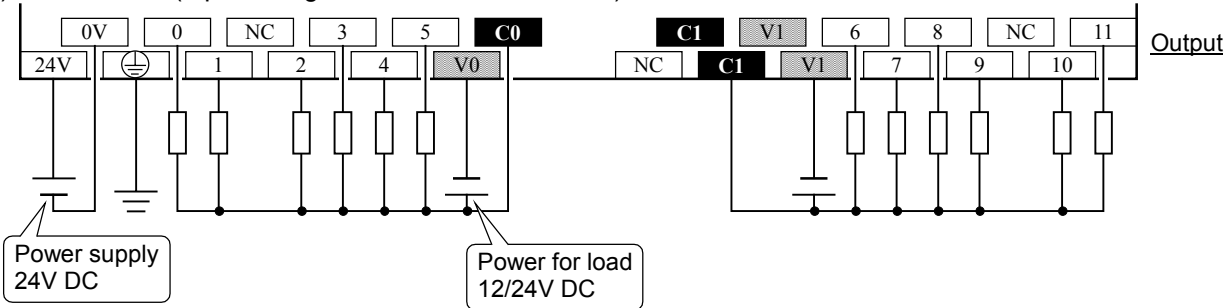 0V 0 NC 3 5 C0 C1 V1 6 8 NC 11
Output
24V 1 2 4 V0 NC C1 V1 7 9 10
Power supply
24V DC
Power for load
12/24V DC